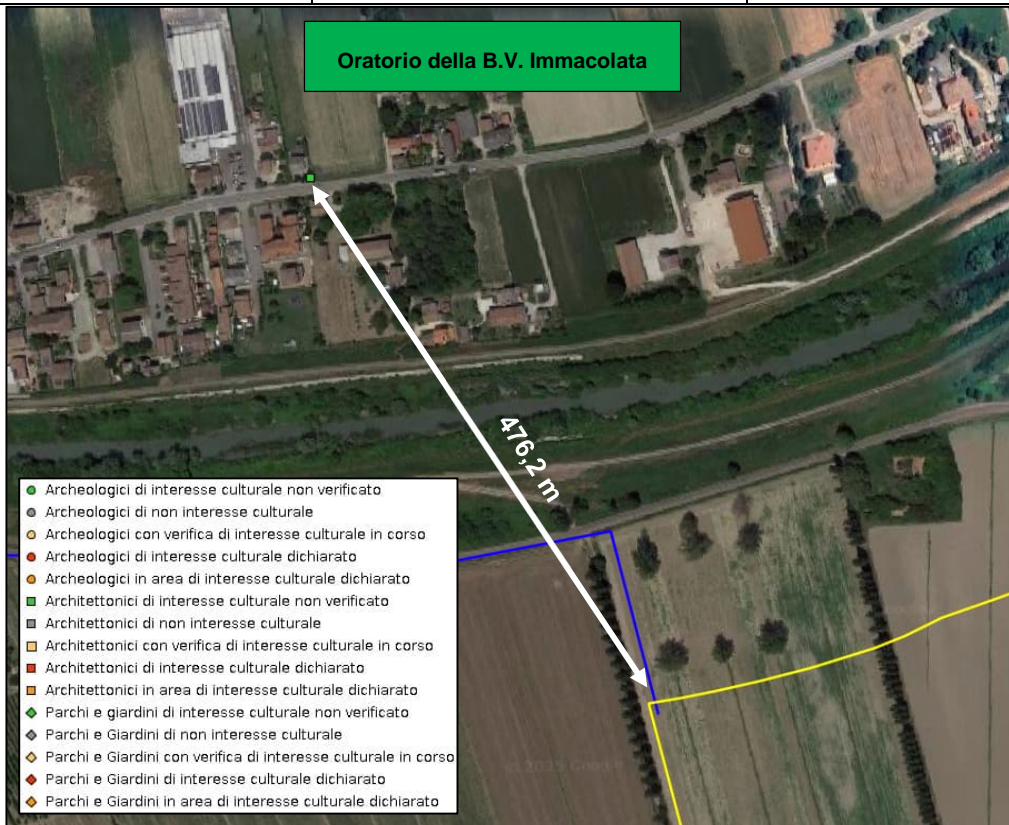 Oratorio della B.V. Immacolata
476,2 m
Archeologici di interesse culturale non verificato
Archeologici di non interesse culturale
Archeologici con verifica di interesse culturale in corso
Archeologici di interesse culturale dichiarato
Archeologici in area di interesse culturale dichiarato
Architettonici di interesse culturale non verificato
Architettonici di non interesse culturale
Architettonici con verifica di interesse culturale in corso
Architettonici di interesse culturale dichiarato
Architettonici in area di interesse culturale dichiarato
Parchi e giardini di interesse culturale non verificato
Parchi e Giardini di non interesse culturale
Parchi e Giardini con verifica di interesse culturale in corso
Parchi e Giardini di interesse culturale dichiarato
Parchi e Giardini in area di interesse culturale dichiarato